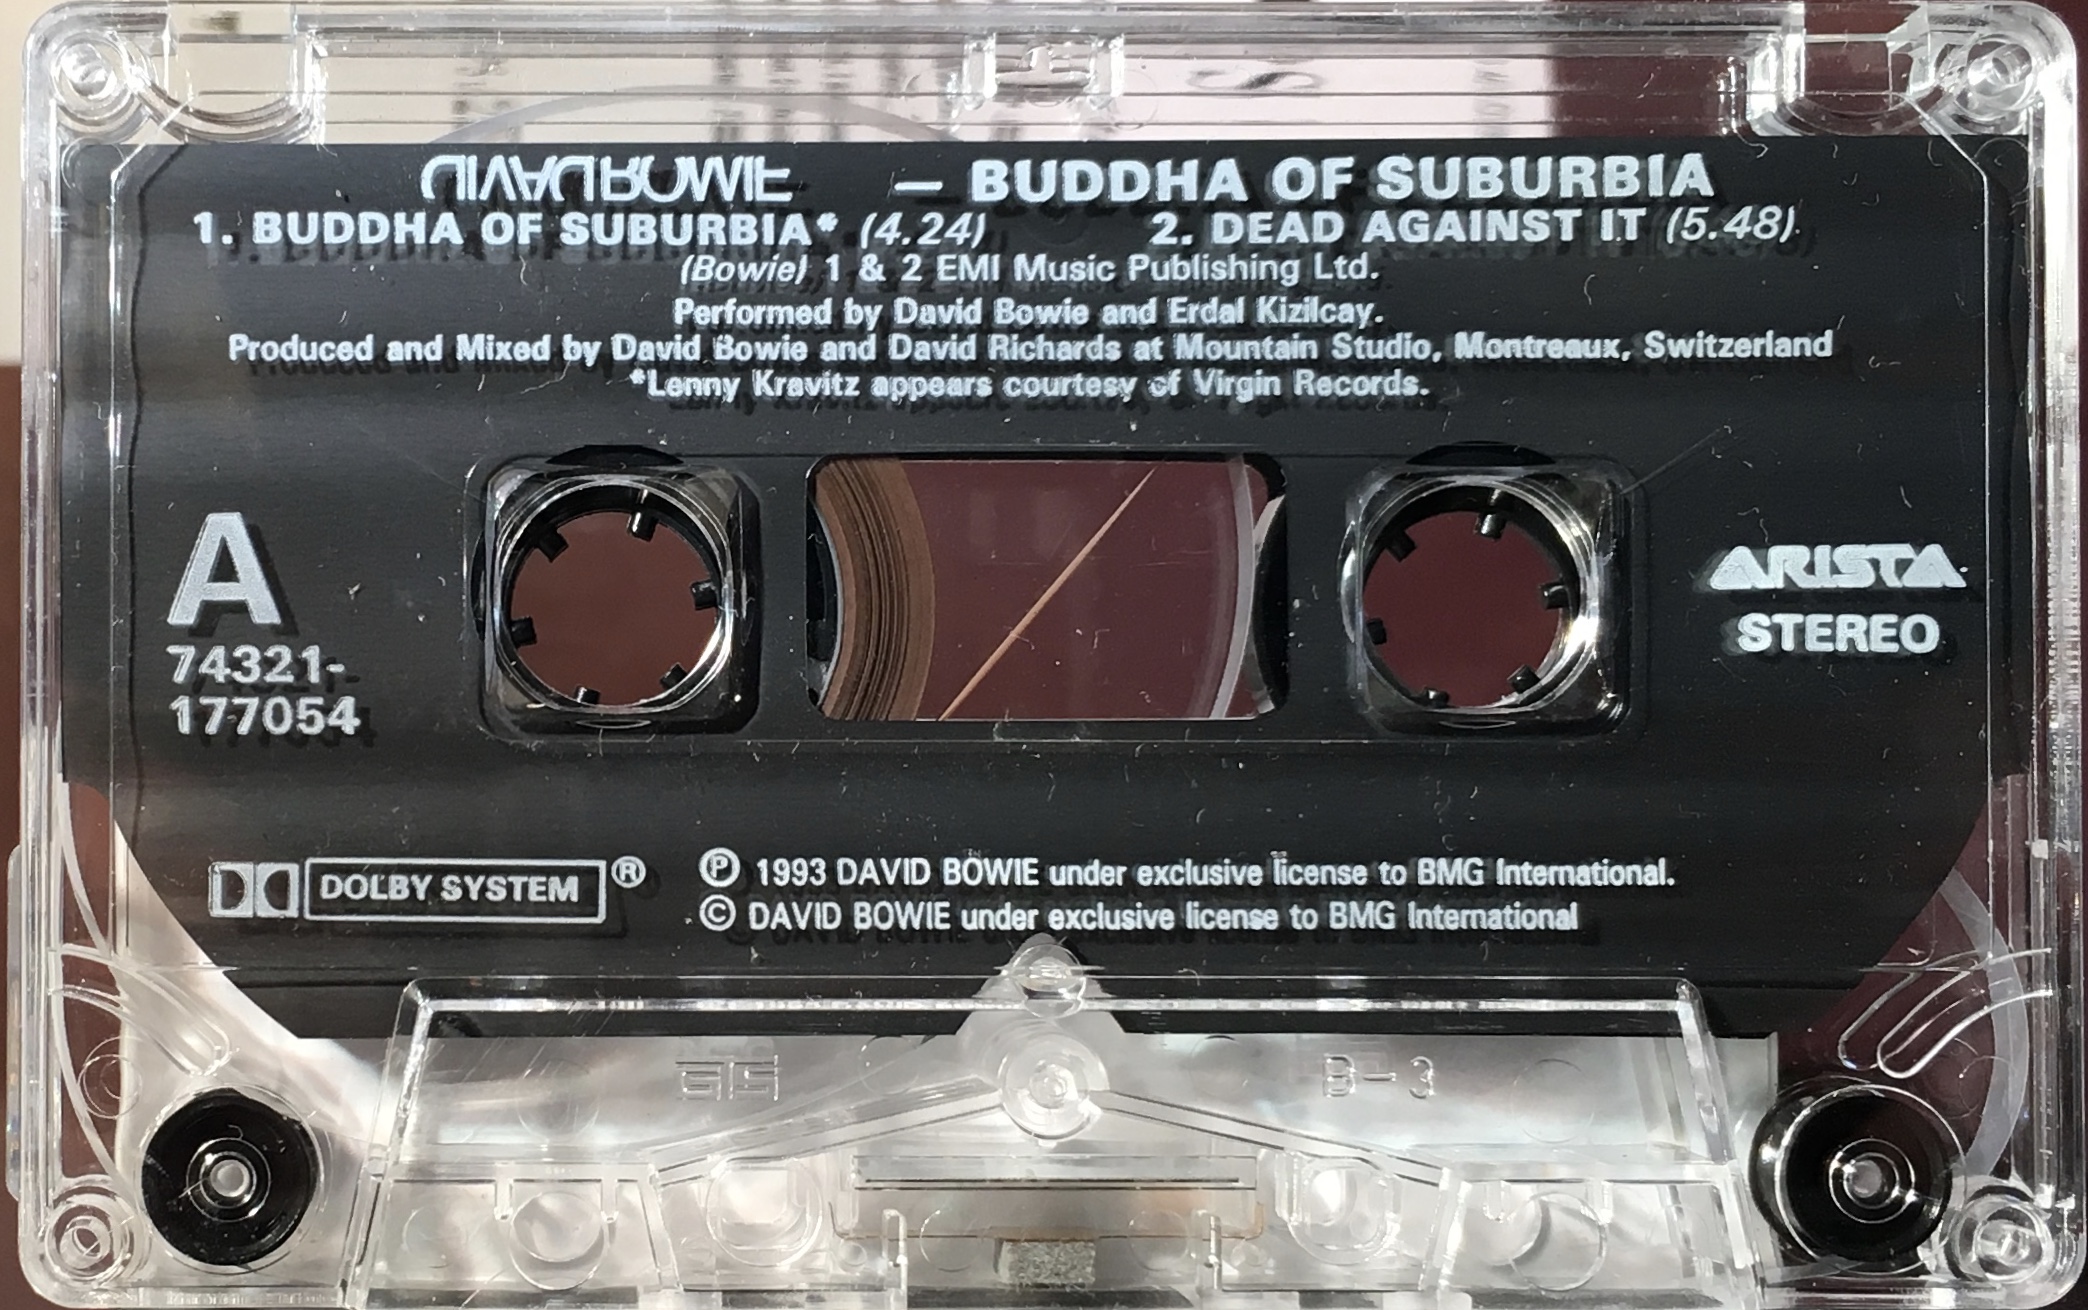 DAVID BOWIE — BUDDHA OF SUBURBIA
1. BUDDHA OF SUBURBIA* (4.24) 2. DEAD AGAINST IT (5.48).
(Bowie) 1 & 2 EMI Music Publishing Ltd.
Performed by David Bowie and Erdal Kizilcay.
Produced and Mixed by David Bowie and David Richards at Mountain Studio, Montreaux, Switzerland
*Lenny Kravitz appears courtesy of Virgin Records.
A
74321-
177054
ARISTA
STEREO
DOLBY SYSTEM ®
℗ 1993 DAVID BOWIE under exclusive license to BMG International.
© DAVID BOWIE under exclusive license to BMG International
B-3